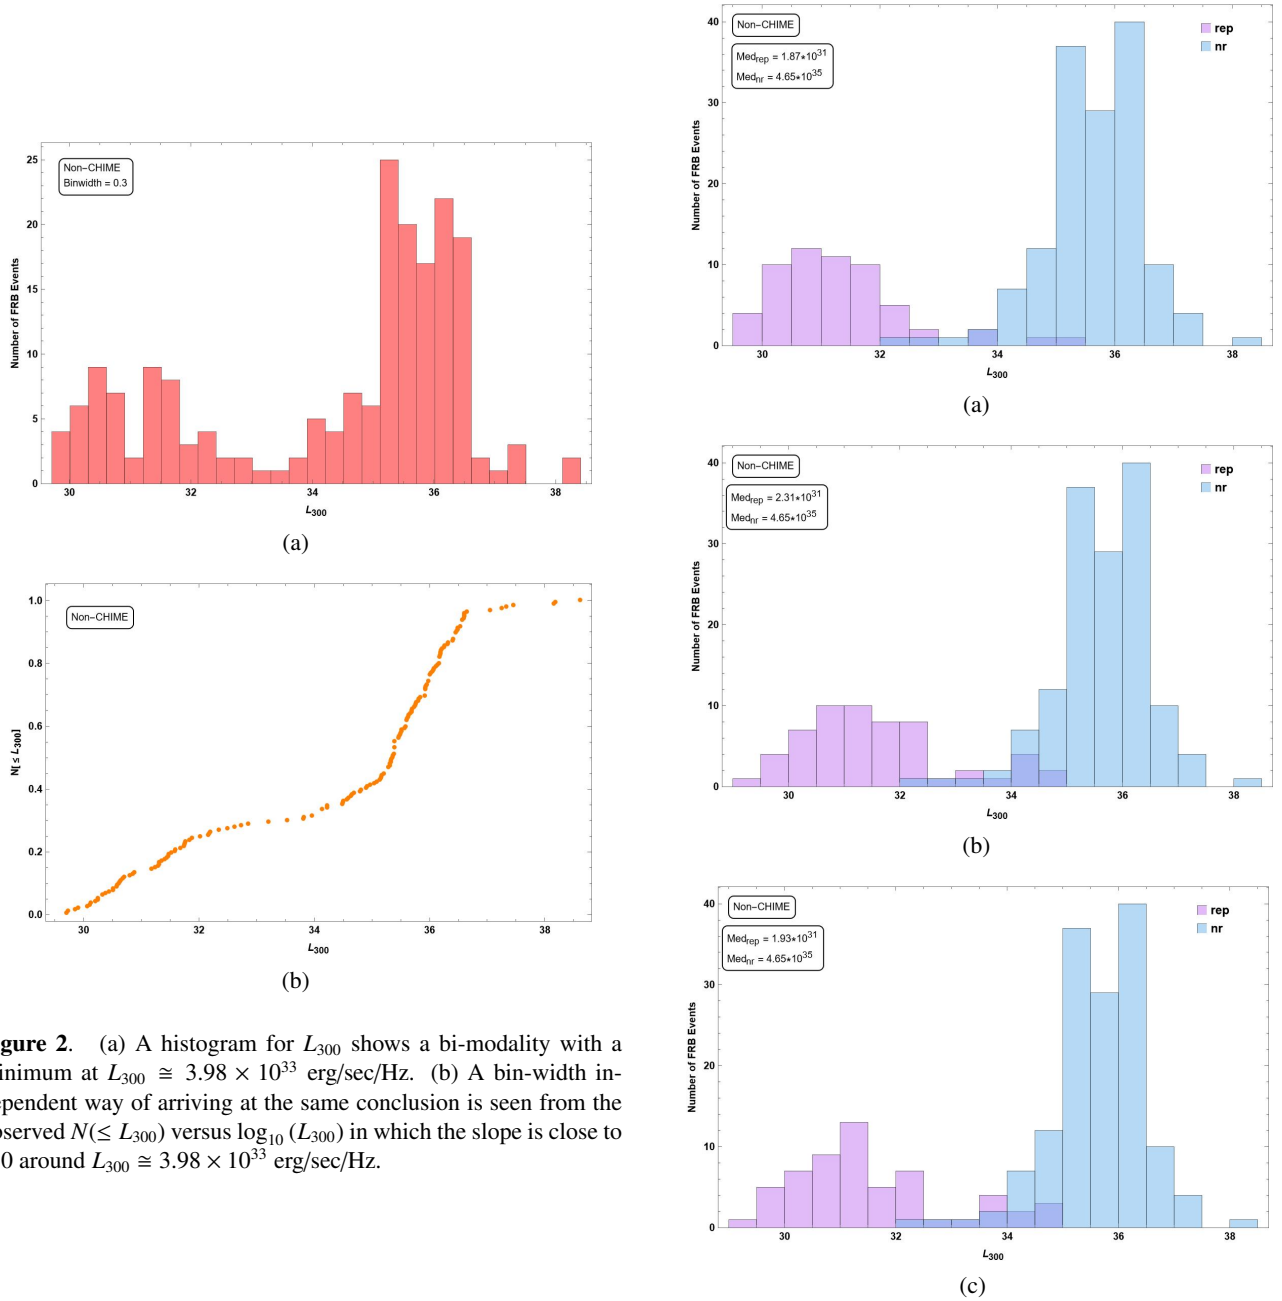 Non-CHIME
Binwidth = 0.3
Number of FRB Events
25
20
15
10
5
0
30 32 34 36 38
L300
(a)
Non-CHIME
N[ ≤ L300]
1.0
0.8
0.6
0.4
0.2
0.0
30 32 34 36 38
L300
(b)
gure 2. (a) A histogram for L300 shows a bi-modality with a
inimum at L300 ≅ 3.98 × 10^33 erg/sec/Hz. (b) A bin-width in-
ependent way of arriving at the same conclusion is seen from the
served N(≤ L300) versus log10 (L300) in which the slope is close to
0 around L300 ≅ 3.98 × 10^33 erg/sec/Hz.
Non-CHIME
Medrep = 1.87*10^31
Mednr = 4.65*10^35
rep
nr
Number of FRB Events
40
30
20
10
0
30 32 34 36 38
L300
(a)
Non-CHIME
Medrep = 2.31*10^31
Mednr = 4.65*10^35
rep
nr
Number of FRB Events
40
30
20
10
0
30 32 34 36 38
L300
(b)
Non-CHIME
Medrep = 1.93*10^31
Mednr = 4.65*10^35
rep
nr
Number of FRB Events
40
30
20
10
0
30 32 34 36 38
L300
(c)